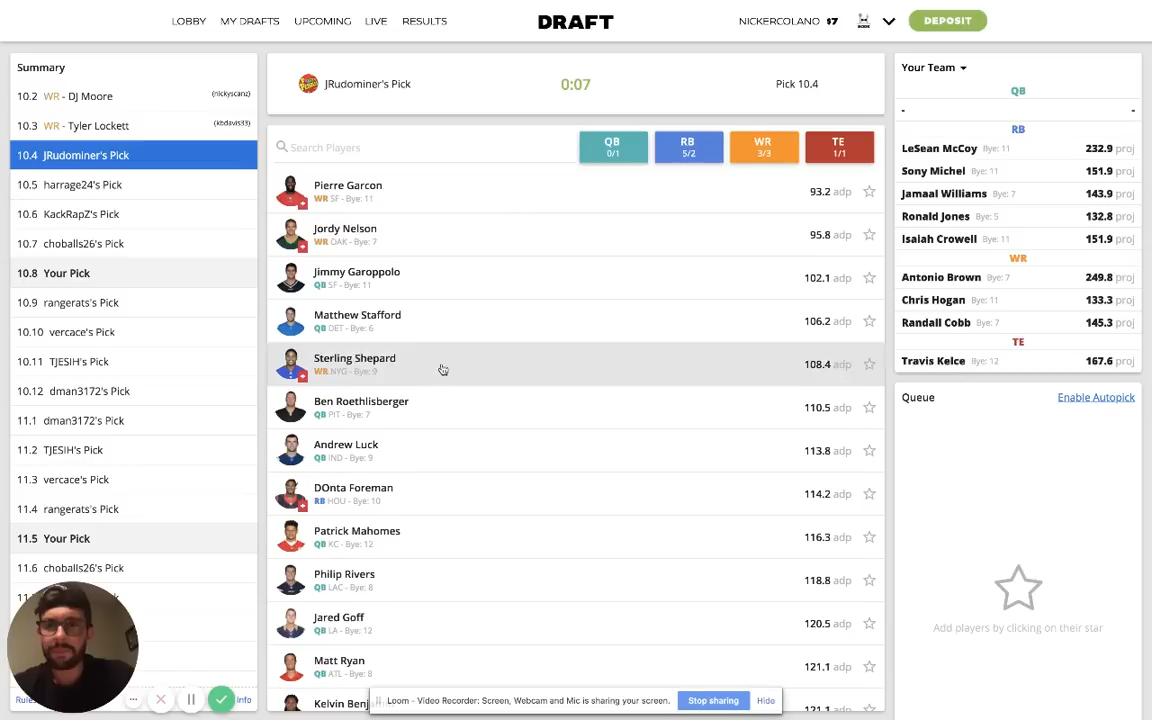 LOBBY MY DRAFTS UPCOMING LIVE RESULTS DRAFT NICKERCOLANO $7 DEPOSIT
Summary
10.2 WR - DJ Moore (nickyscanz)
10.3 WR - Tyler Lockett (kbdavis33)
10.4 JRudominer's Pick
10.5 harrage24's Pick
10.6 KackRapZ's Pick
10.7 choballs26's Pick
10.8 Your Pick
10.9 rangerats's Pick
10.10 vercace's Pick
10.11 TJESIH's Pick
10.12 dman3172's Pick
11.1 dman3172's Pick
11.2 TJESIH's Pick
11.3 vercace's Pick
11.4 rangerats's Pick
11.5 Your Pick
11.6 choballs26's Pick
Rules
Info
JRudominer's Pick 0:07 Pick 10.4
Search Players
QB 0/1
RB 5/2
WR 3/3
TE 1/1
Pierre Garcon
WR SF - Bye: 11
93.2 adp
Jordy Nelson
WR OAK - Bye: 7
95.8 adp
Jimmy Garoppolo
QB SF - Bye: 11
102.1 adp
Matthew Stafford
QB DET - Bye: 6
106.2 adp
Sterling Shepard
WR NYG - Bye: 9
108.4 adp
Ben Roethlisberger
QB PIT - Bye: 7
110.5 adp
Andrew Luck
QB IND - Bye: 9
113.8 adp
DOnta Foreman
RB HOU - Bye: 10
114.2 adp
Patrick Mahomes
QB KC - Bye: 12
116.3 adp
Philip Rivers
QB LAC - Bye: 8
118.8 adp
Jared Goff
QB LA - Bye: 12
120.5 adp
Matt Ryan
QB ATL - Bye: 8
121.1 adp
Kelvin Benj
121.1 adp
Loom - Video Recorder: Screen, Webcam and Mic is sharing your screen. Stop sharing Hide
Your Team
QB
- -
RB
LeSean McCoy Bye: 11 232.9 proj
Sony Michel Bye: 11 151.9 proj
Jamaal Williams Bye: 7 143.9 proj
Ronald Jones Bye: 5 132.8 proj
Isaiah Crowell Bye: 11 151.9 proj
WR
Antonio Brown Bye: 7 249.8 proj
Chris Hogan Bye: 11 133.3 proj
Randall Cobb Bye: 7 145.3 proj
TE
Travis Kelce Bye: 12 167.6 proj
Queue Enable Autopick
Add players by clicking on their star